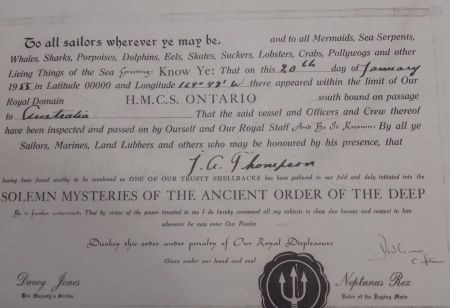 To all sailors wherever ye may be, and to all Mermaids, Sea Serpents,
Whales, Sharks, Porpoises, Dolphins, Eels, Skates, Suckers, Lobsters, Crabs, Pollywogs and other
Living Things of the Sea Greeting: Know Ye: That on this 20th day of January
1955 in Latitude 00000 and Longitude 169° 42' W there appeared within the limit of Our
Royal Domain H.M.C.S. ONTARIO south bound on passage
to Australia That the said vessel and Officers and Crew thereof
have been inspected and passed on by Ourself and Our Royal Staff And Be It Known: By all ye
Sailors, Marines, Land Lubbers and others who may be honoured by his presence, that
J. A. Thompson
having been found worthy to be numbered as ONE OF OUR TRUSTY SHELLBACKS has been gathered to our fold and duly initiated into the
SOLEMN MYSTERIES OF THE ANCIENT ORDER OF THE DEEP
Be it further understood: That by virtue of the power invested in me I do hereby command all my subjects to show due honour and respect to him
whenever he may enter Our Realm
Disobey this order under penalty of Our Royal Displeasure
Given under our hand and seal
Captain
Davey Jones
His Majesty's Scribe
Neptunus Rex
Ruler of the Raging Main